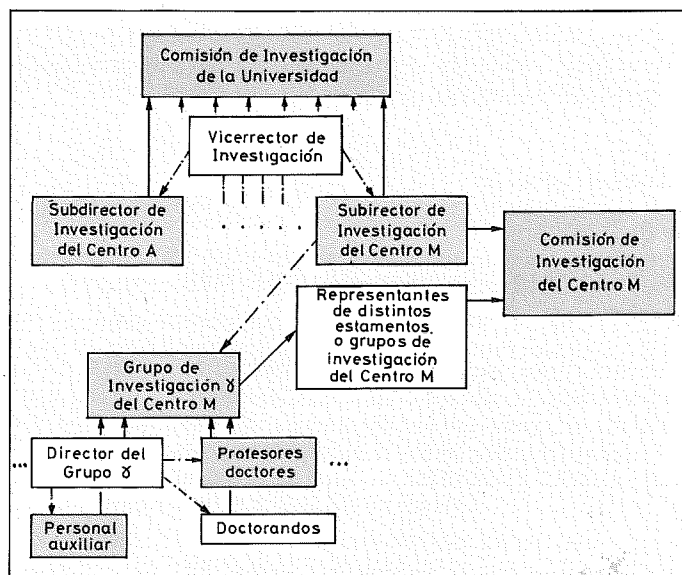 Comisión de Investigación
de la Universidad
Vicerrector de
Investigación
Subdirector de
Investigación
del Centro A
.....
Subirector de
Investigación
del Centro M
Comisión de
Investigación
del Centro M
Representantes
de distintos
estamentos,
o grupos de
investigación
del Centro M
Grupo de
Investigación γ
del Centro M
... Director del
Grupo γ
Profesores
doctores ...
Personal
auxiliar
Doctorandos